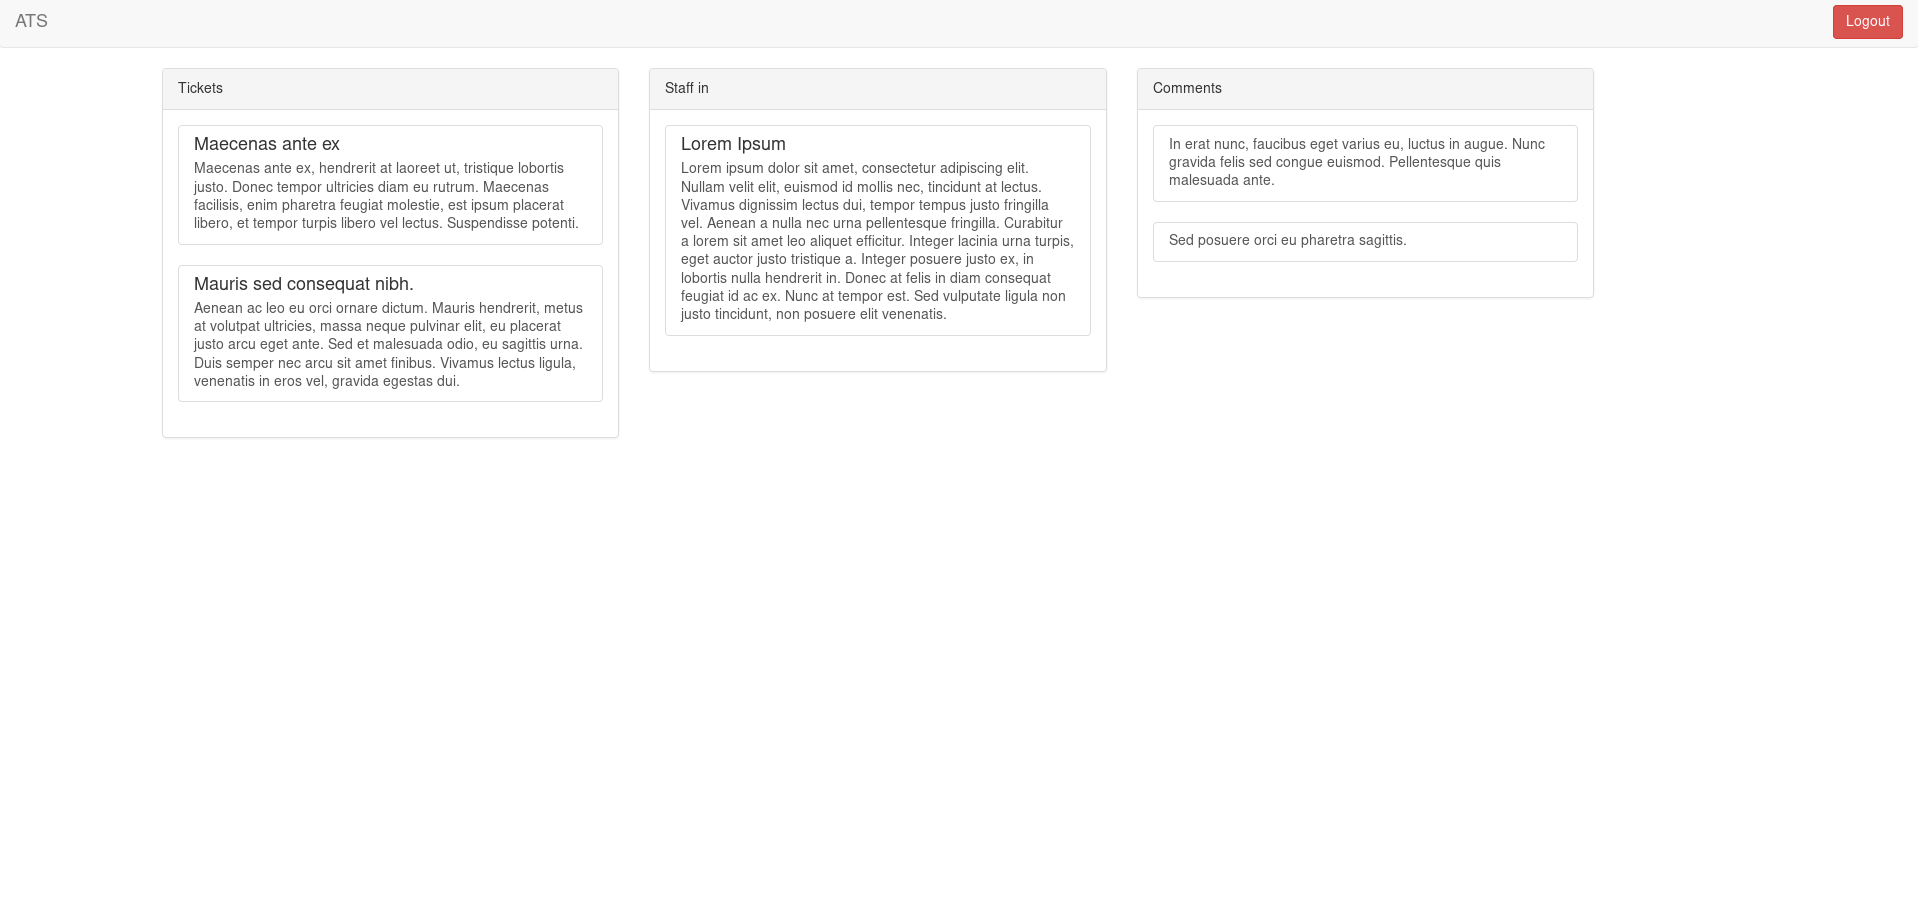 ATS
Logout
Tickets
Maecenas ante ex
Maecenas ante ex, hendrerit at laoreet ut, tristique lobortis
justo. Donec tempor ultricies diam eu rutrum. Maecenas
facilisis, enim pharetra feugiat molestie, est ipsum placerat
libero, et tempor turpis libero vel lectus. Suspendisse potenti.
Mauris sed consequat nibh.
Aenean ac leo eu orci ornare dictum. Mauris hendrerit, metus
at volutpat ultricies, massa neque pulvinar elit, eu placerat
justo arcu eget ante. Sed et malesuada odio, eu sagittis urna.
Duis semper nec arcu sit amet finibus. Vivamus lectus ligula,
venenatis in eros vel, gravida egestas dui.
Staff in
Lorem Ipsum
Lorem ipsum dolor sit amet, consectetur adipiscing elit.
Nullam velit elit, euismod id mollis nec, tincidunt at lectus.
Vivamus dignissim lectus dui, tempor tempus justo fringilla
vel. Aenean a nulla nec urna pellentesque fringilla. Curabitur
a lorem sit amet leo aliquet efficitur. Integer lacinia urna turpis,
eget auctor justo tristique a. Integer posuere justo ex, in
lobortis nulla hendrerit in. Donec at felis in diam consequat
feugiat id ac ex. Nunc at tempor est. Sed vulputate ligula non
justo tincidunt, non posuere elit venenatis.
Comments
In erat nunc, faucibus eget varius eu, luctus in augue. Nunc
gravida felis sed congue euismod. Pellentesque quis
malesuada ante.
Sed posuere orci eu pharetra sagittis.